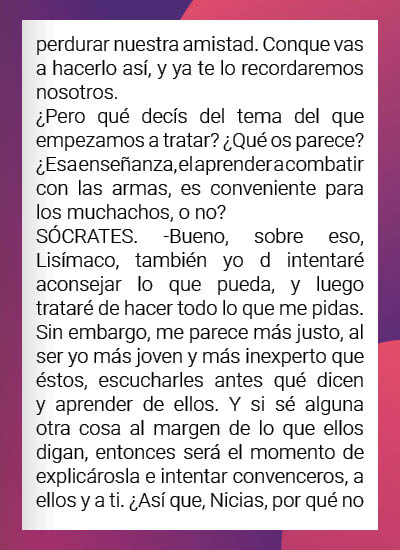 perdurar nuestra amistad. Conque vas
a hacerlo así, y ya te lo recordaremos
nosotros.
¿Pero qué decís del tema del que
empezamos a tratar? ¿Qué os parece?
¿Esa enseñanza, el aprender a combatir
con las armas, es conveniente para
los muchachos, o no?
SÓCRATES. -Bueno, sobre eso,
Lisímaco, también yo d intentaré
aconsejar lo que pueda, y luego
trataré de hacer todo lo que me pidas.
Sin embargo, me parece más justo, al
ser yo más joven y más inexperto que
éstos, escucharles antes qué dicen
y aprender de ellos. Y si sé alguna
otra cosa al margen de lo que ellos
digan, entonces será el momento de
explicárosla e intentar convenceros, a
ellos y a ti. ¿Así que, Nicias, por qué no